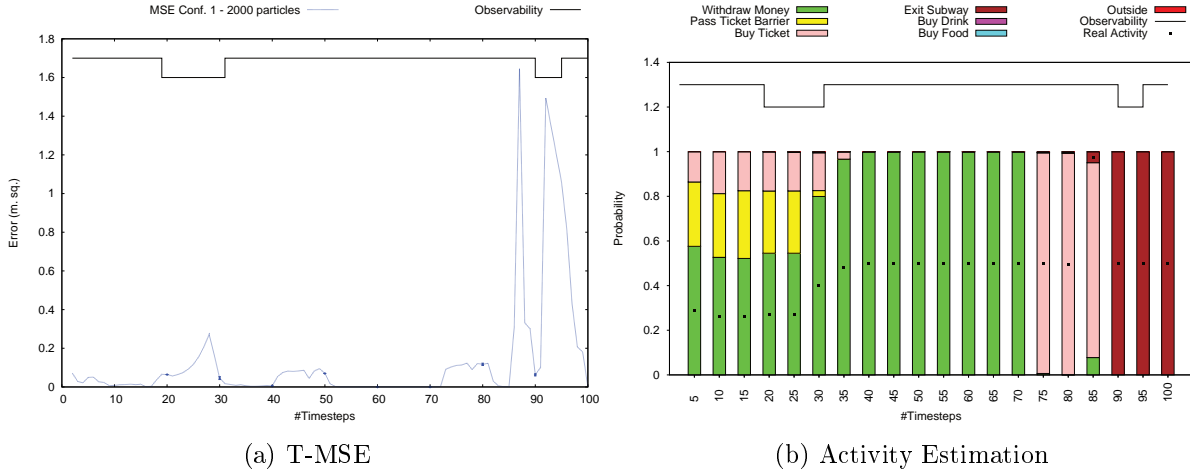 MSE Conf. 1 - 2000 particles
Observability
1.8
1.6
1.4
1.2
1
0.8
0.6
0.4
0.2
0
Error (m. sq.)
0 10 20 30 40 50 60 70 80 90 100
#Timesteps
(a) T-MSE
Withdraw Money
Pass Ticket Barrier
Buy Ticket
Exit Subway
Buy Drink
Buy Food
Outside
Observability
Real Activity
1.4
1.2
1
0.8
0.6
0.4
0.2
0
Probability
5 10 15 20 25 30 35 40 45 50 55 60 65 70 75 80 85 90 95 100
#Timesteps
(b) Activity Estimation